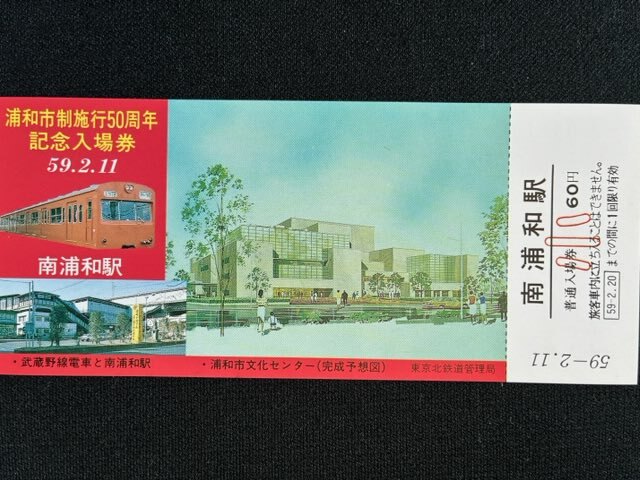 浦和市制施行50周年
記念入場券
59.2.11
南浦和駅
・武蔵野線電車と南浦和駅
・浦和市文化センター(完成予想図)
東京北鉄道管理局
南浦和駅
普通入場券 60円
旅客車内に立ち入ることはできません。
59-2.20 までの間に1回限り有効
59-2.11